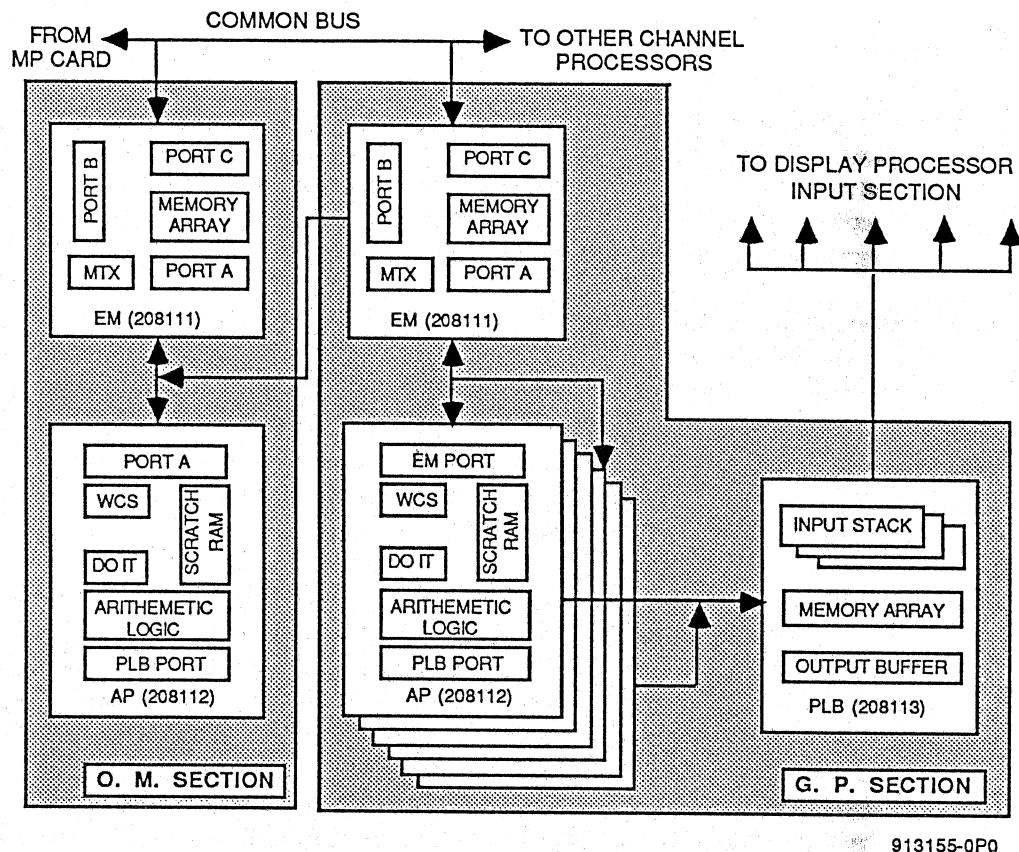 COMMON BUS
FROM
MP CARD
TO OTHER CHANNEL
PROCESSORS
PORT B
PORT C
MEMORY
ARRAY
MTX
PORT A
EM (208111)
PORT B
PORT C
MEMORY
ARRAY
MTX
PORT A
EM (208111)
TO DISPLAY PROCESSOR
INPUT SECTION
PORT A
WCS
SCRATCH
RAM
DO IT
ARITHEMETIC
LOGIC
PLB PORT
AP (208112)
EM PORT
WCS
SCRATCH
RAM
DO IT
ARITHEMETIC
LOGIC
PLB PORT
AP (208112)
INPUT STACK
MEMORY ARRAY
OUTPUT BUFFER
PLB (208113)
O. M. SECTION
G. P. SECTION
913155-0P0